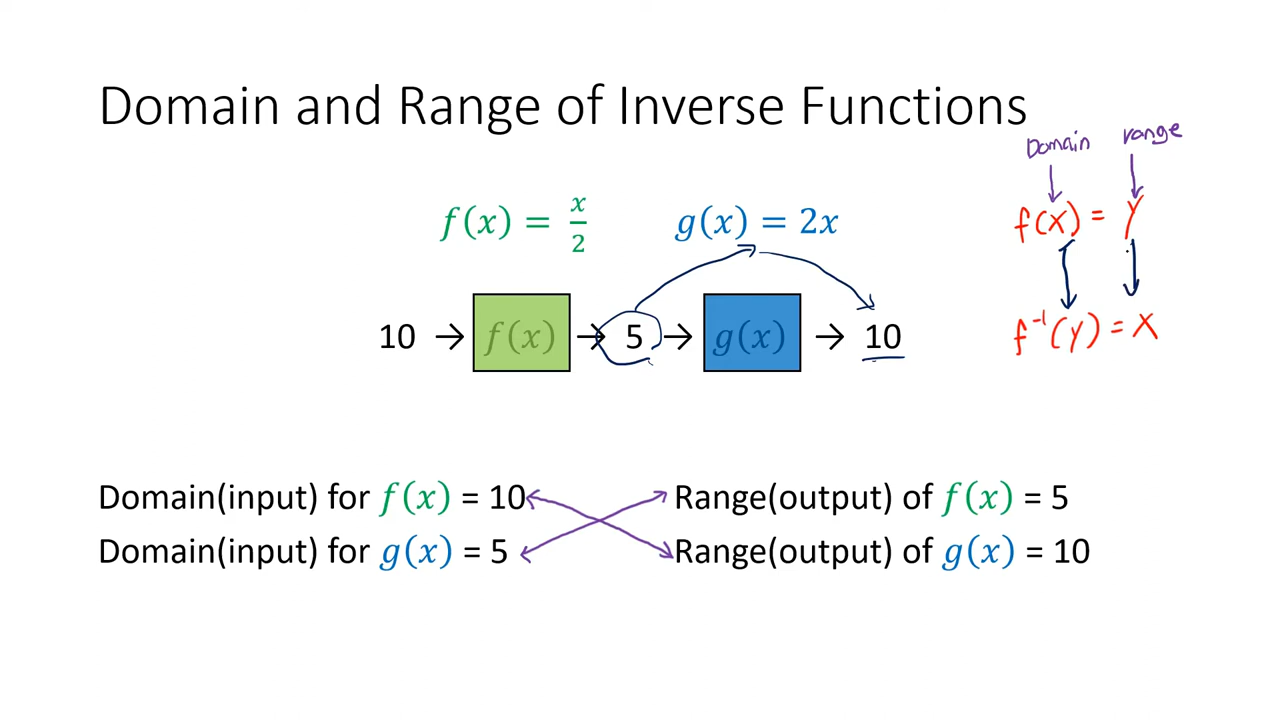 Domain and Range of Inverse Functions
Domain range
f(x) = x/2 g(x) = 2x
f(x) = y
10 → f(x) → 5 → g(x) → 10
f⁻¹(y) = x
Domain(input) for f(x) = 10 Range(output) of f(x) = 5
Domain(input) for g(x) = 5 Range(output) of g(x) = 10